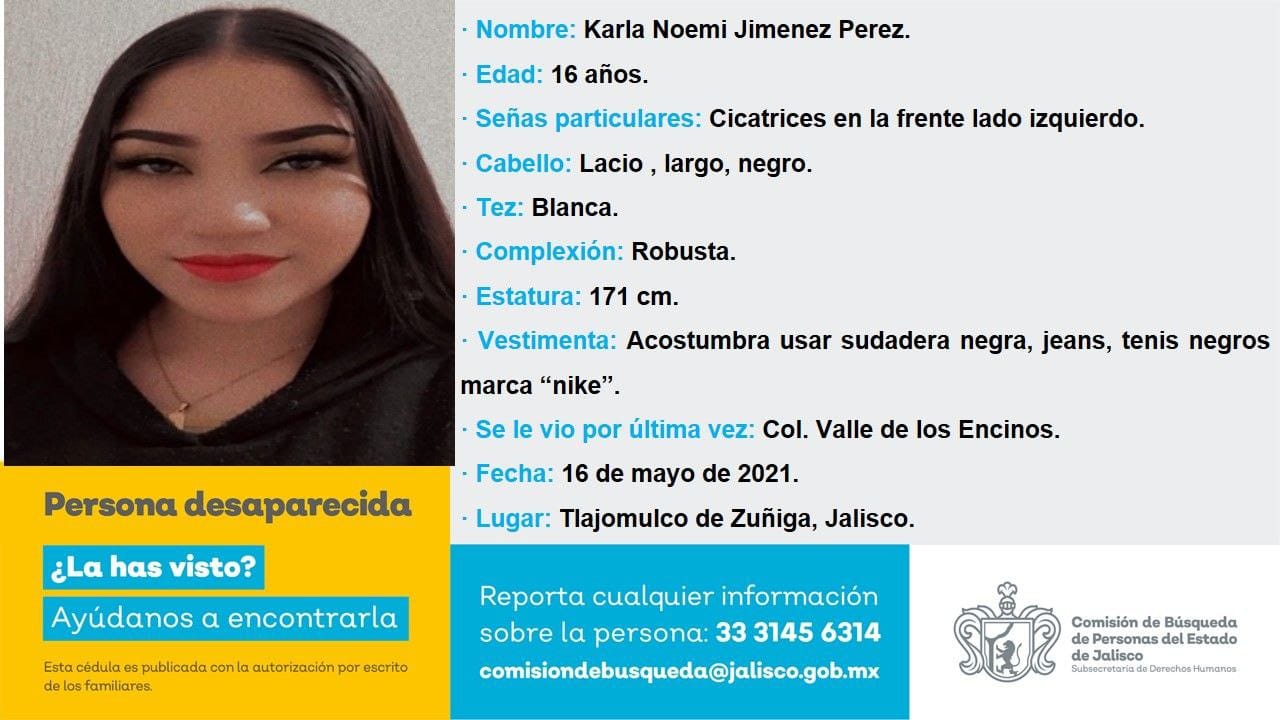 · Nombre: Karla Noemi Jimenez Perez.
· Edad: 16 años.
· Señas particulares: Cicatrices en la frente lado izquierdo.
· Cabello: Lacio , largo, negro.
· Tez: Blanca.
· Complexión: Robusta.
· Estatura: 171 cm.
· Vestimenta: Acostumbra usar sudadera negra, jeans, tenis negros
marca “nike”.
· Se le vio por última vez: Col. Valle de los Encinos.
· Fecha: 16 de mayo de 2021.
· Lugar: Tlajomulco de Zuñiga, Jalisco.
Persona desaparecida
¿La has visto?
Ayúdanos a encontrarla
Esta cédula es publicada con la autorización por escrito
de los familiares.
Reporta cualquier información
sobre la persona: 33 3145 6314
comisiondebusqueda@jalisco.gob.mx
Comisión de Búsqueda
de Personas del Estado
de Jalisco
Subsecretaría de Derechos Humanos